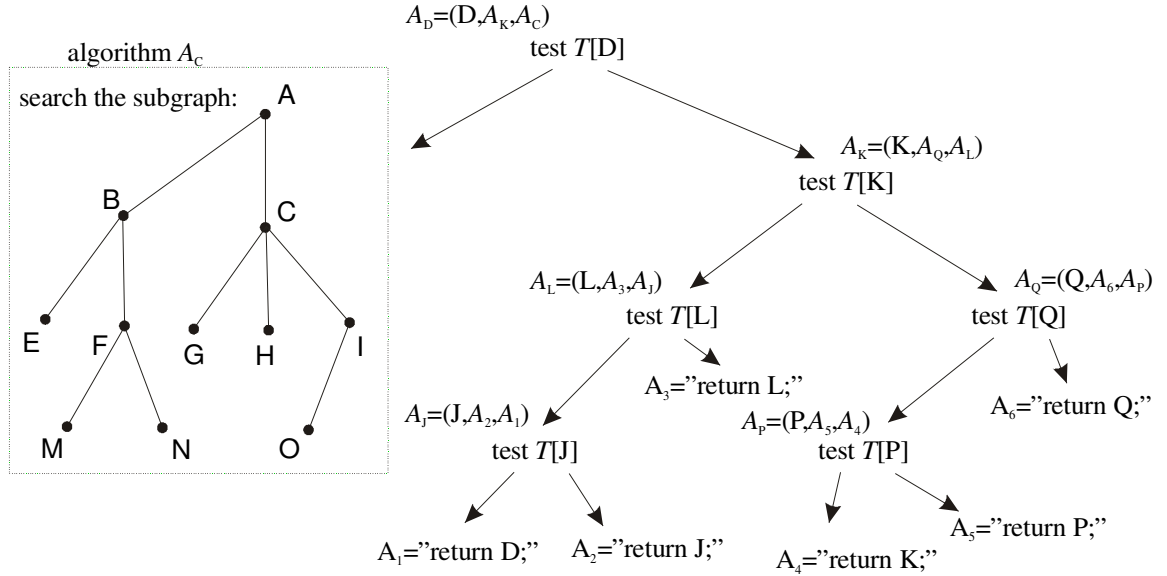 A_D=(D,A_K,A_C)
test T[D]
algorithm A_C
search the subgraph:
A
B
C
E
F
G
H
I
M
N
O
A_K=(K,A_Q,A_L)
test T[K]
A_L=(L,A_3,A_J)
test T[L]
A_Q=(Q,A_6,A_P)
test T[Q]
A_3=”return L;”
A_6=”return Q;”
A_J=(J,A_2,A_1)
test T[J]
A_P=(P,A_5,A_4)
test T[P]
A_1=”return D;”
A_2=”return J;”
A_4=”return K;”
A_5=”return P;”